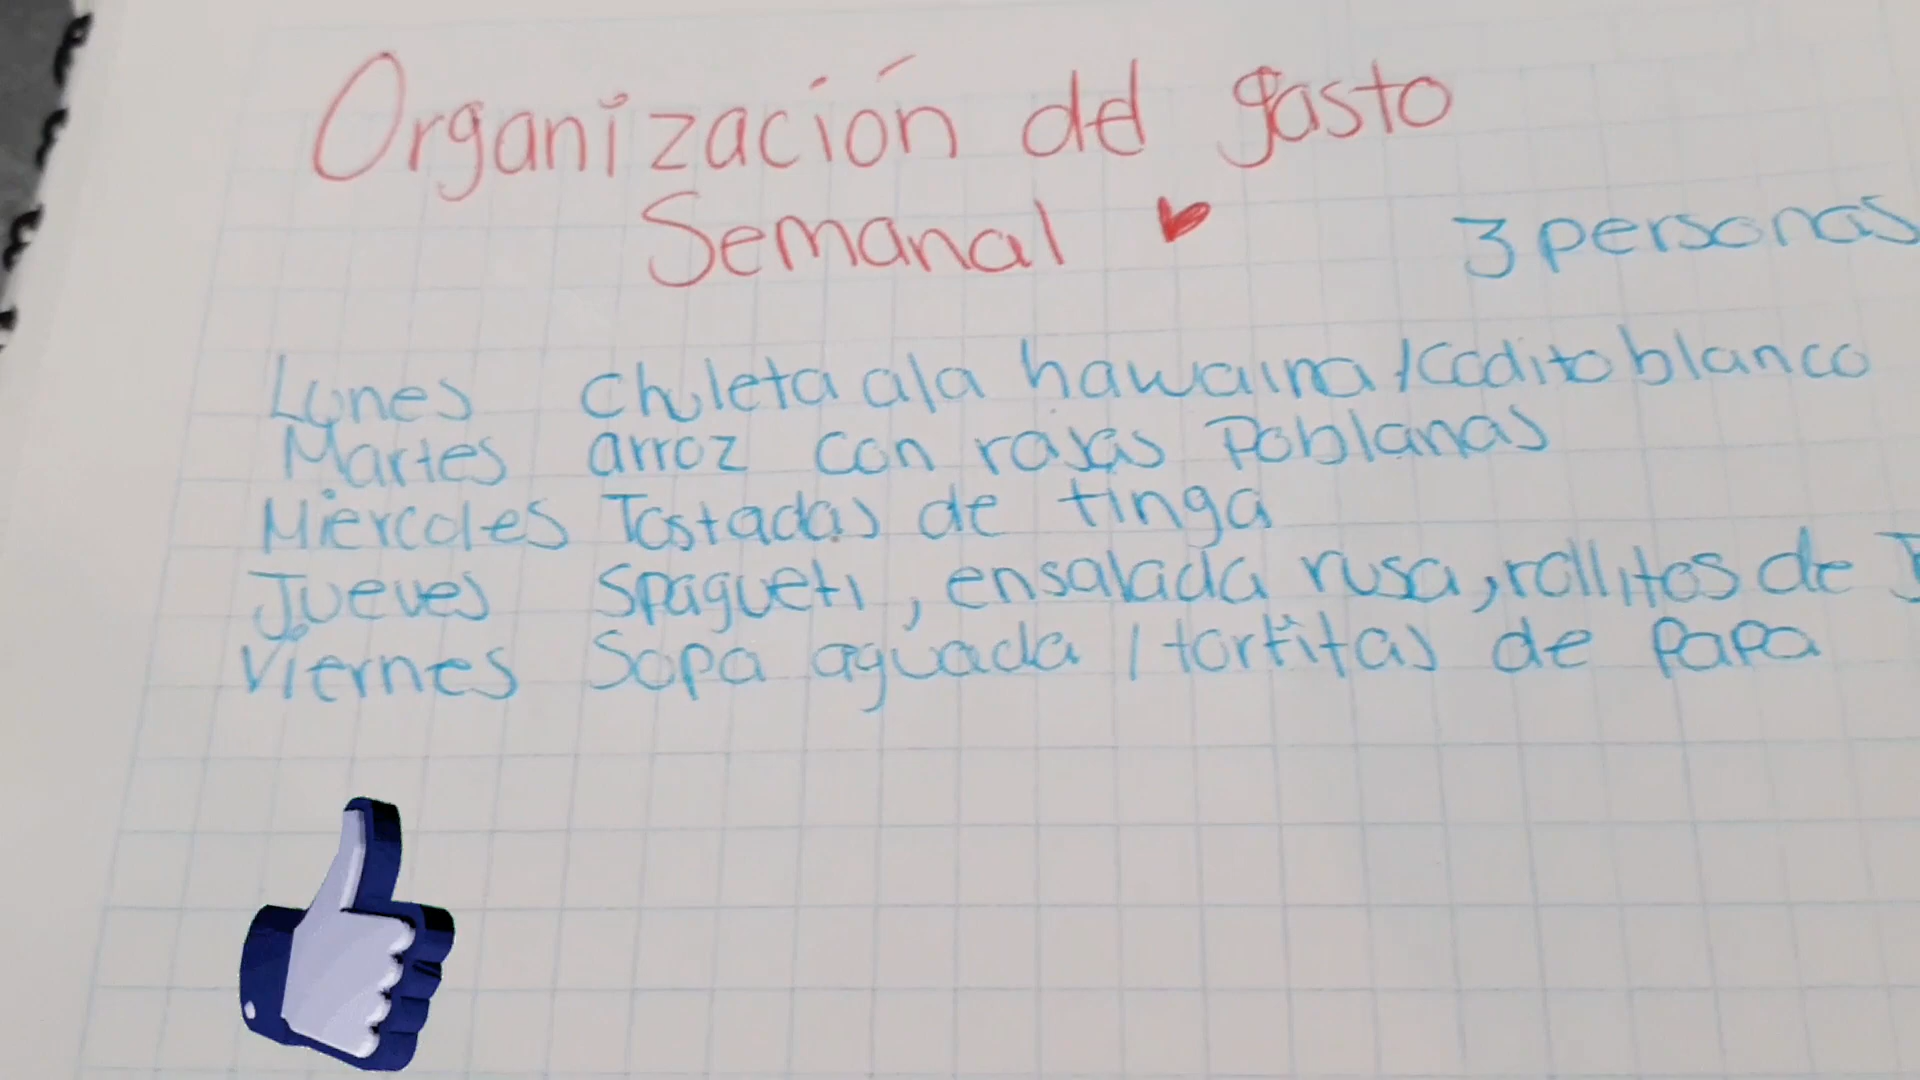 Organización del gasto
Semanal
3 personas
Lunes chuleta a la hawaina / Codito blanco
Martes arroz con rajas Poblanas
Miercoles Tostadas de tinga
Jueves Spagueti, ensalada rusa, rollitos de
Viernes Sopa aguada / tortitas de papa